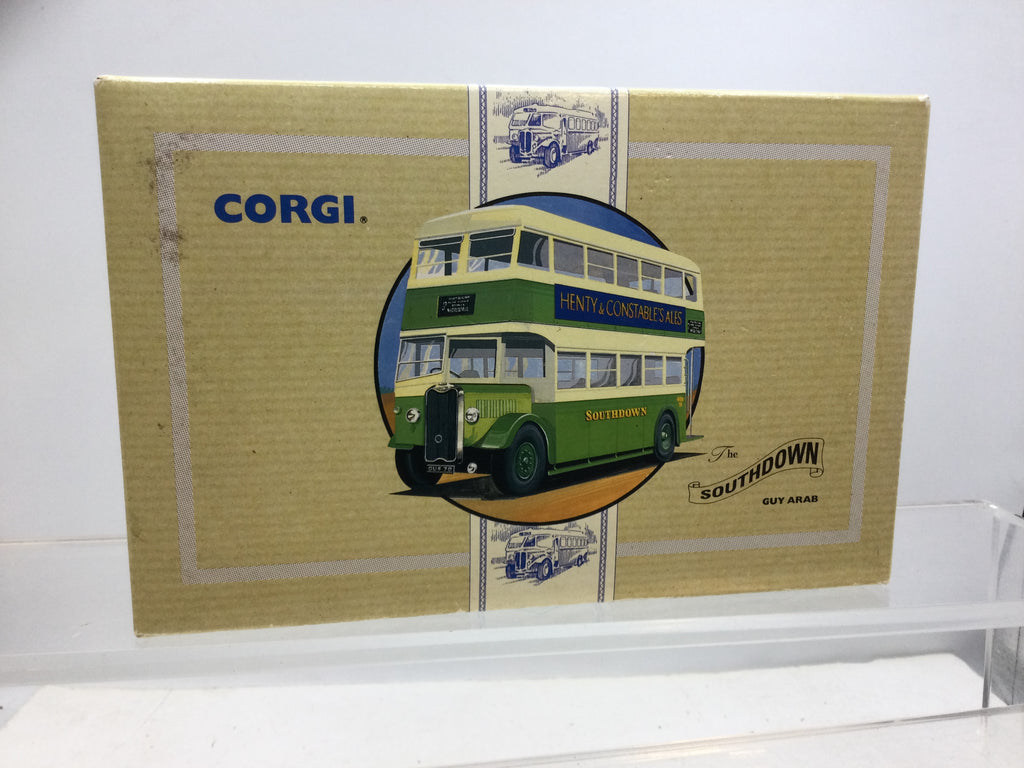 CORGI®
HENTY & CONSTABLE'S ALES
SOUTHDOWN
The
SOUTHDOWN
GUY ARAB